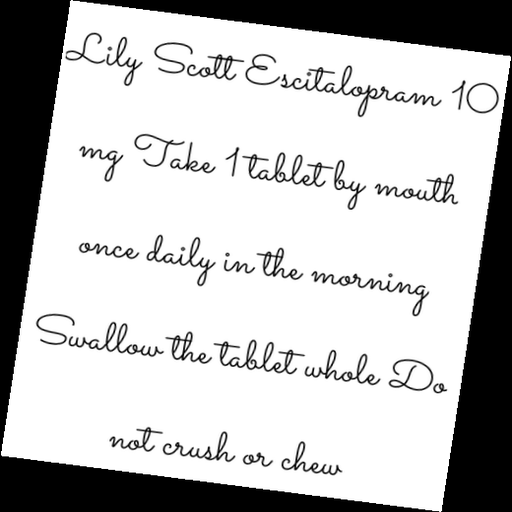 Lily Scott Escitalopram 10
mg Take 1 tablet by mouth
once daily in the morning
Swallow the tablet whole Do
not crush or chew